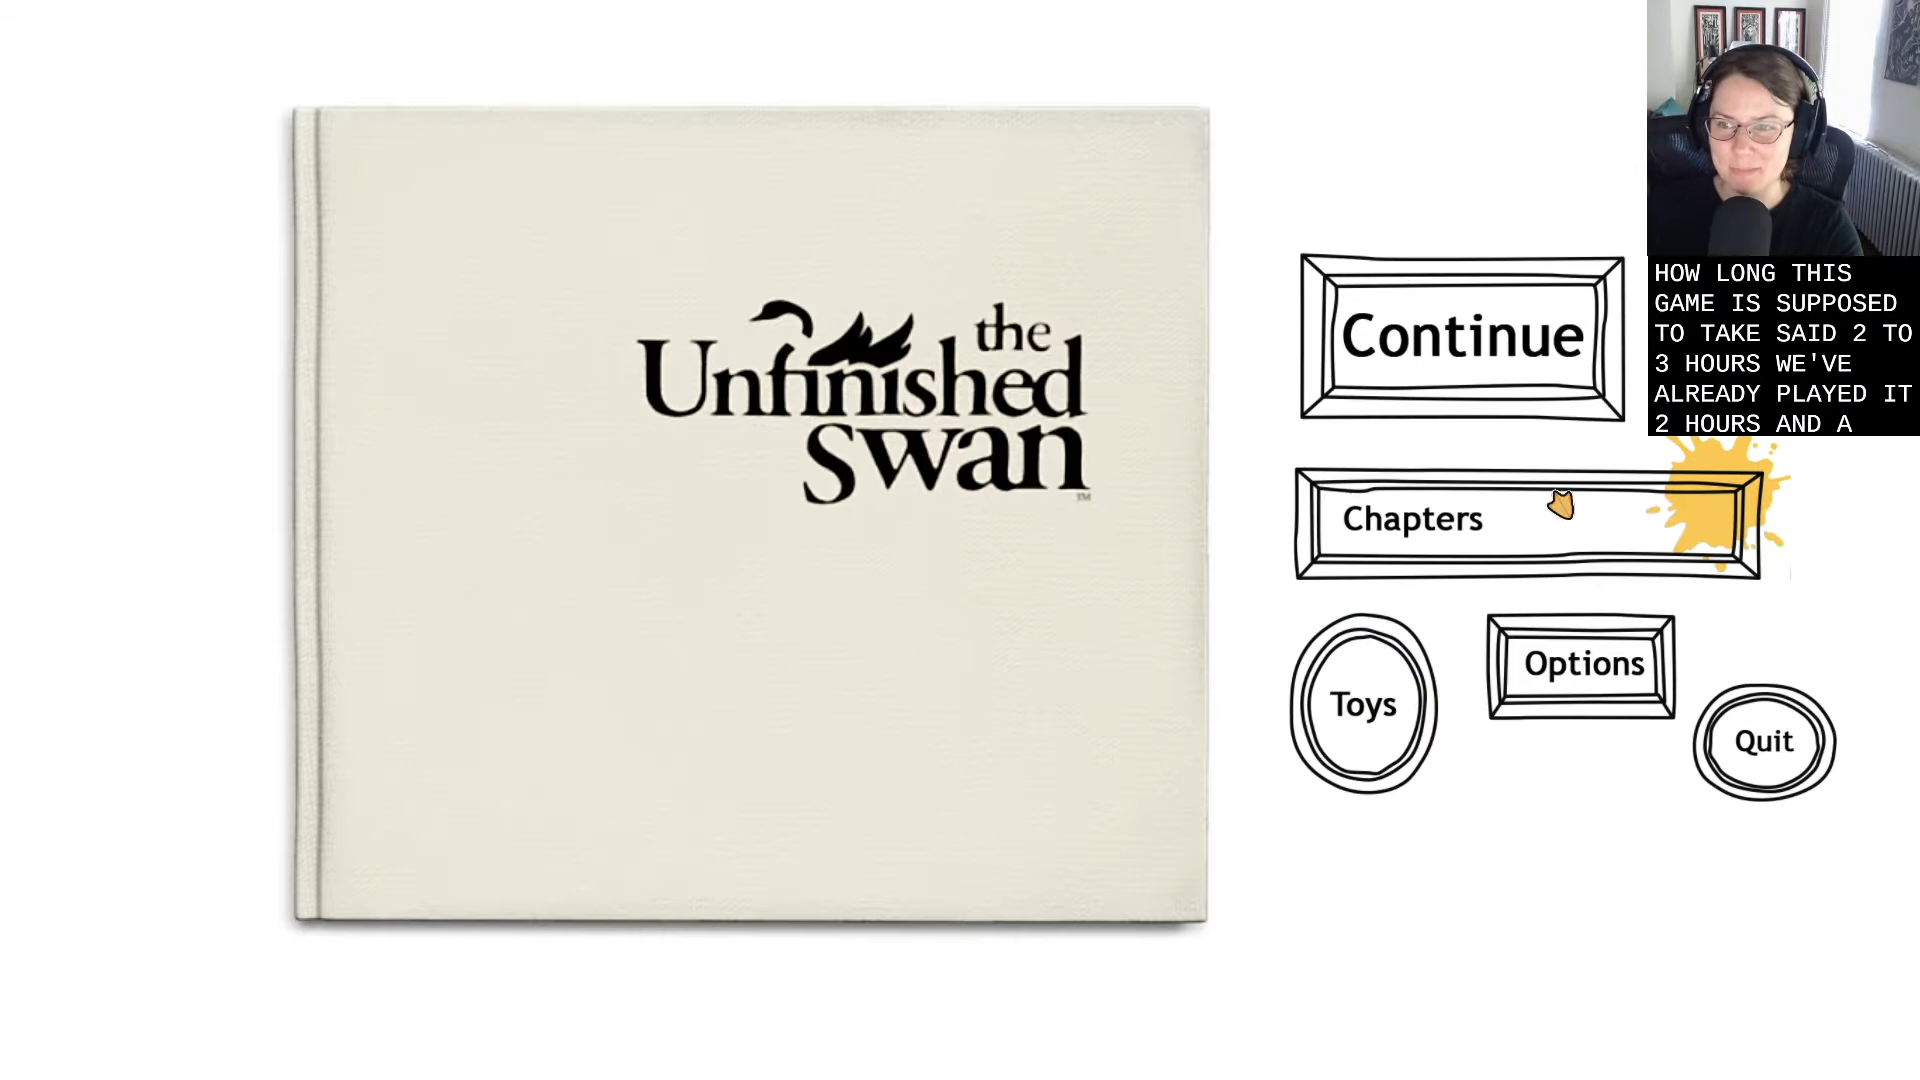 the
Unfinished
swan
TM
Continue
Chapters
Toys
Options
Quit
HOW LONG THIS
GAME IS SUPPOSED
TO TAKE SAID 2 TO
3 HOURS WE'VE
ALREADY PLAYED IT
2 HOURS AND A